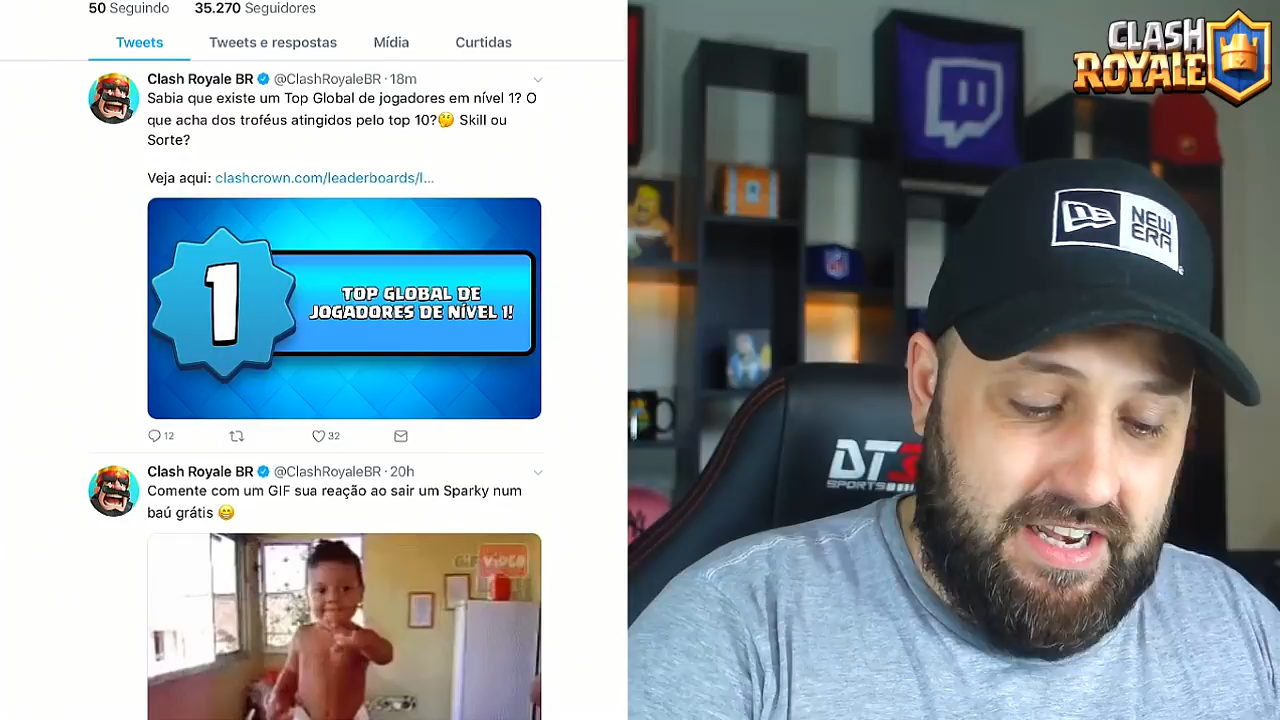 50 Seguindo 35.270 Seguidores
Tweets Tweets e respostas Mídia Curtidas
Clash Royale BR @ClashRoyaleBR · 18m
Sabia que existe um Top Global de jogadores em nível 1? O
que acha dos troféus atingidos pelo top 10?🤔 Skill ou
Sorte?
Veja aqui: clashcrown.com/leaderboards/l...
1
TOP GLOBAL DE
JOGADORES DE NÍVEL 1!
12 32
Clash Royale BR @ClashRoyaleBR · 20h
Comente com um GIF sua reação ao sair um Sparky num
baú grátis 😁
GIF VÍDEO
CLASH
ROYALE
NEW
ERA
NFL
DT3
SPORTS